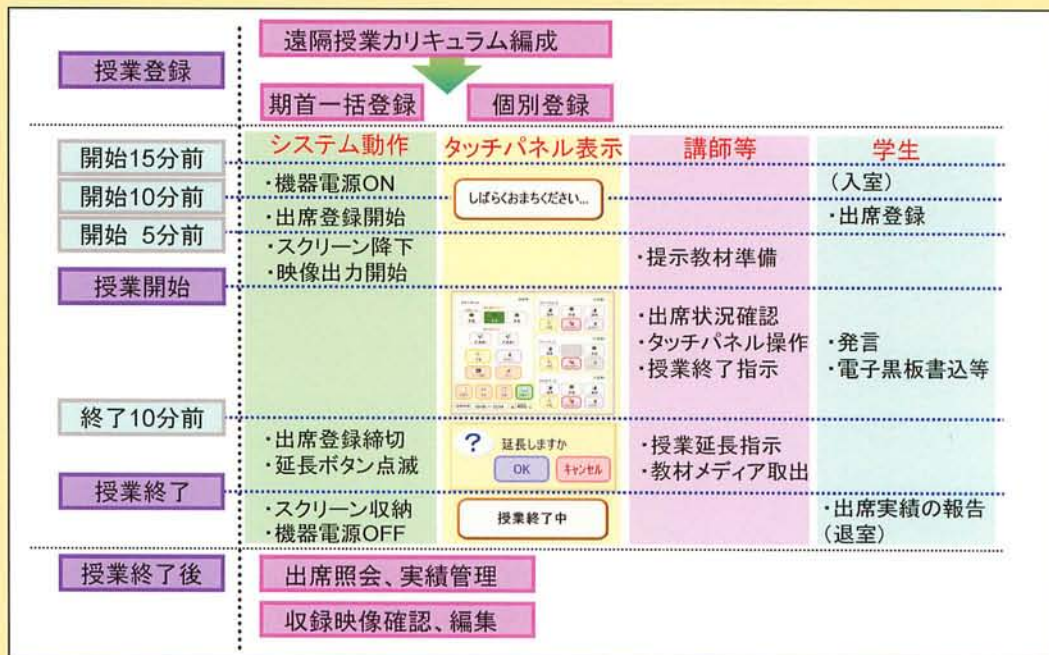 遠隔授業カリキュラム編成
授業登録
期首一括登録
個別登録
システム動作
タッチパネル表示
講師等
学生
開始15分前
・機器電源ON
しばらくおまちください...
(入室)
開始10分前
・出席登録開始
・出席登録
開始 5分前
・スクリーン降下
・映像出力開始
・提示教材準備
授業開始
・出席状況確認
・タッチパネル操作
・授業終了指示
・発言
・電子黒板書込等
終了10分前
・出席登録締切
・延長ボタン点滅
?
延長しますか
OK
キャンセル
・授業延長指示
・教材メディア取出
授業終了
・スクリーン収納
・機器電源OFF
授業終了中
・出席実績の報告
(退室)
授業終了後
出席照会、実績管理
収録映像確認、編集